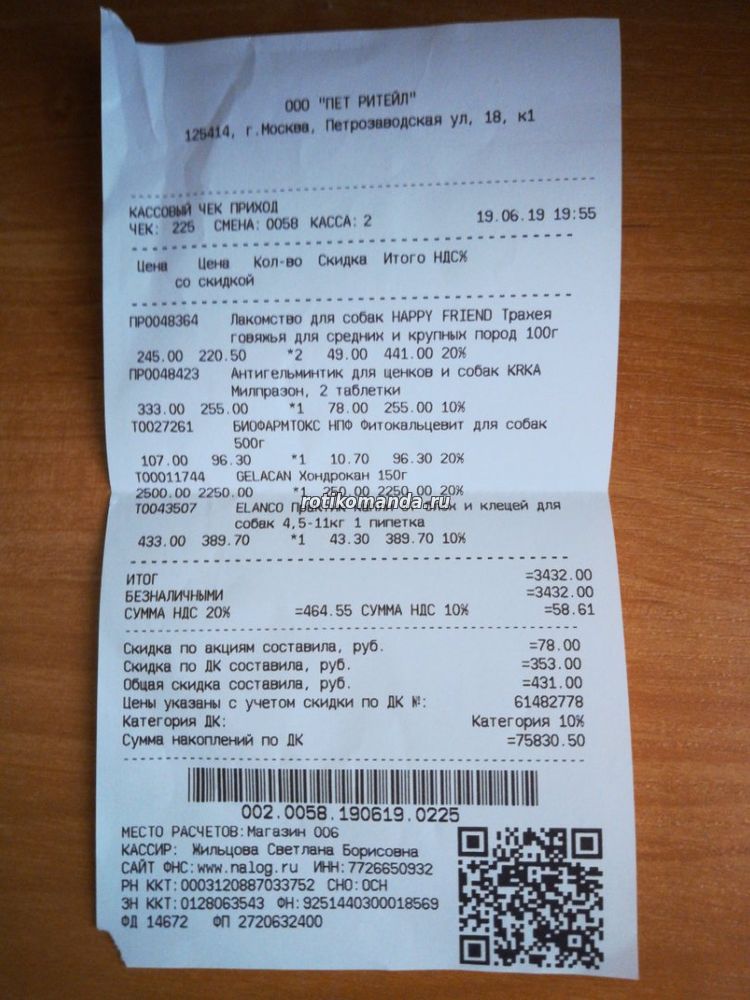 ООО "ПЕТ РИТЕЙЛ"
125414, г.Москва, Петрозаводская ул, 18, к1
КАССОВЫЙ ЧЕК ПРИХОД
ЧЕК: 225 СМЕНА:0058 КАССА:2 19.06.19 19:55
Цена Цена Кол-во Скидка Итого НДС%
со скидкой
ПР0048364 Лакомство для собак HAPPY FRIEND Трахея
говяжья для средних и крупных пород 100г
245.00 220.50 *2 49.00 441.00 20%
ПР0048423 Антигельминтик для щенков и собак KRKA
Милпразон, 2 таблетки
333.00 255.00 *1 78.00 255.00 10%
Т0027261 БИОФАРМТОКС НПФ Фитокальцевит для собак
500г
107.00 96.30 *1 10.70 96.30 20%
Т00011744 GELACAN Хондрокан 150г
2500.00 2250.00 *1 250.00 2250.00 20%
rotikomanda.ru
Т0043507 ELANCO и клещей для
собак 4,5-11кг 1 пипетка
433.00 389.70 *1 43.30 389.70 10%
ИТОГ =3432.00
БЕЗНАЛИЧНЫМИ =3432.00
СУММА НДС 20% =464.55 СУММА НДС 10% =58.61
Скидка по акциям составила, руб. =78.00
Скидка по ДК составила, руб. =353.00
Общая скидка составила, руб. =431.00
Цены указаны с учетом скидки по ДК №: 61482778
Категория ДК: Категория 10%
Сумма накоплений по ДК =75830.50
002.0058.190619.0225
МЕСТО РАСЧЕТОВ:Магазин 006
КАССИР: Жильцова Светлана Борисовна
САЙТ ФНС:www.nalog.ru ИНН:7726650932
РН ККТ:0003120887033752 СНО:ОСН
ЗН ККТ:0128063543 ФН:9251440300018569
ФД 14672 ФП 2720632400